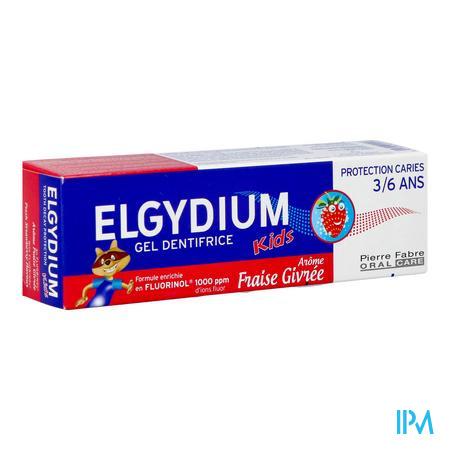 ELGYDIUM
GEL DENTIFRICE
Kids
Formule enrichie
en FLUORINOL® 1000 ppm
d'ions fluor
Arôme
Fraise Givrée
PROTECTION CARIES
3/6 ANS
Pierre Fabre
ORAL CARE
ELGYDIUM
IPM